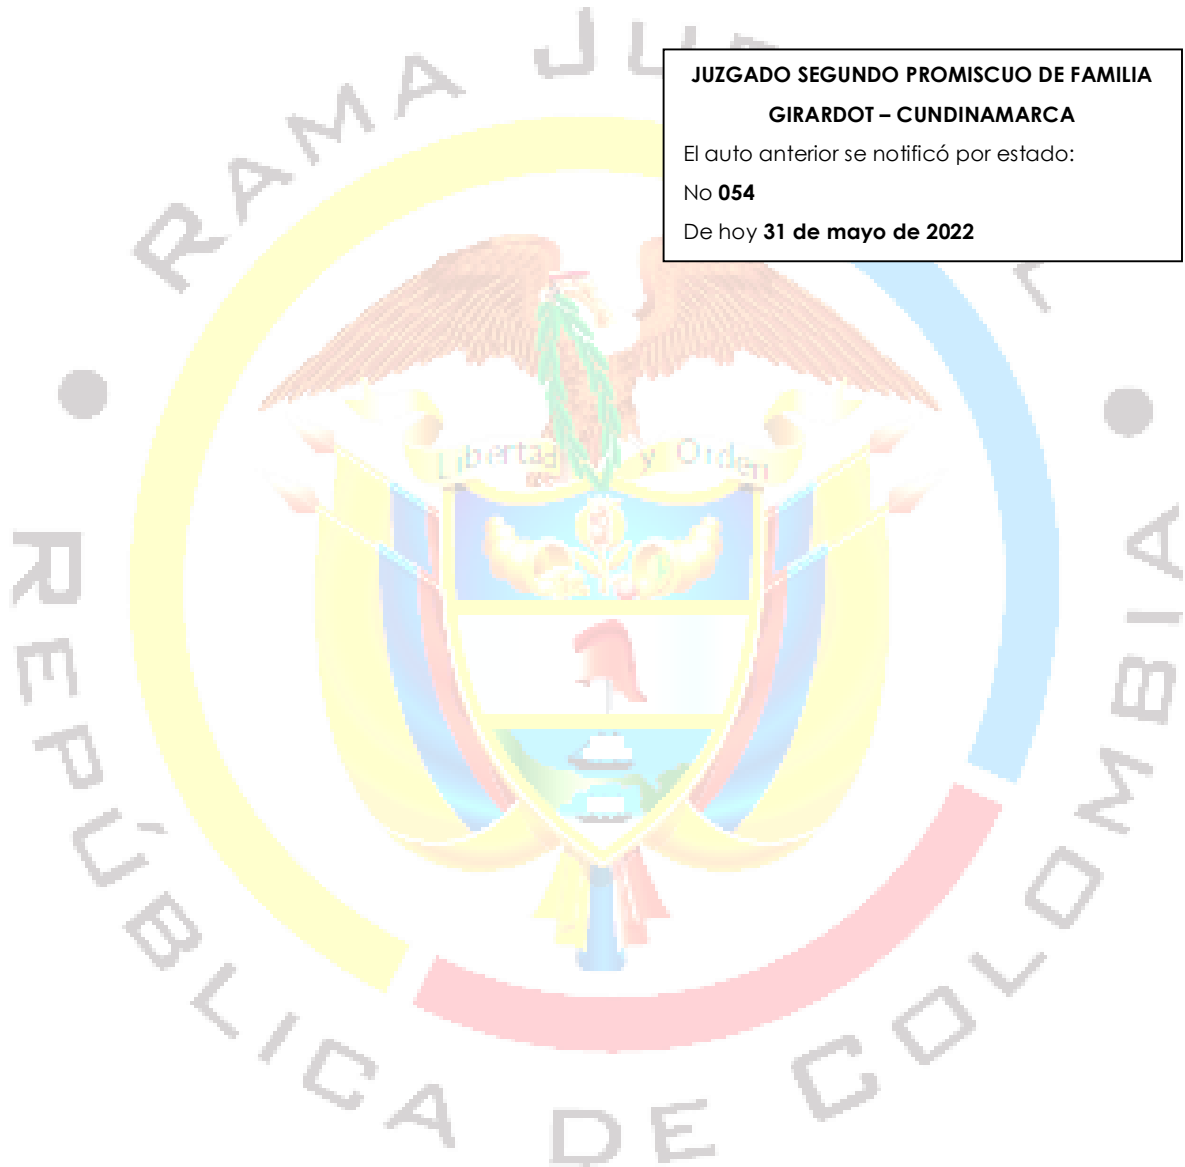 RAMA JU
JUZGADO SEGUNDO PROMISCUO DE FAMILIA
GIRARDOT – CUNDINAMARCA
El auto anterior se notificó por estado:
No 054
De hoy 31 de mayo de 2022
Libertad y Orden
REPÚBLICA DE COLOMBIA